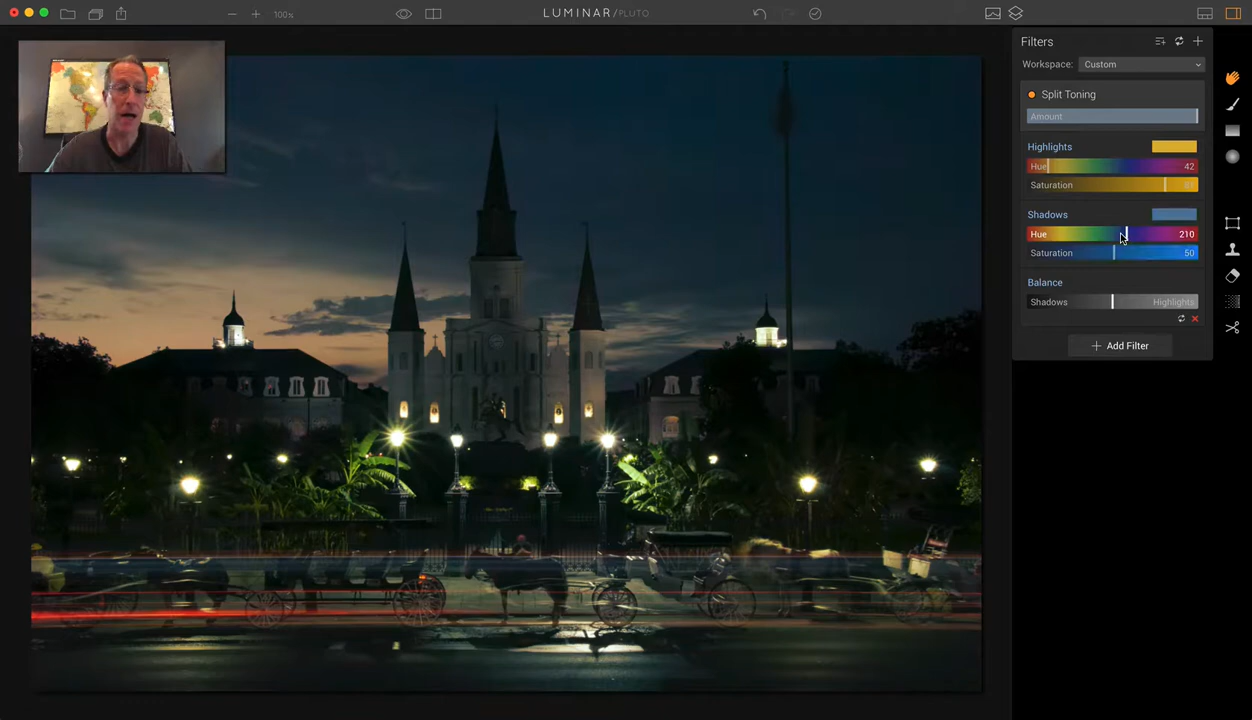 100%
LUMINAR/PLUTO
Filters
Workspace: Custom
Split Toning
Amount
Highlights
Hue 42
Saturation
Shadows
Hue 210
Saturation 50
Balance
Shadows Highlights
+ Add Filter